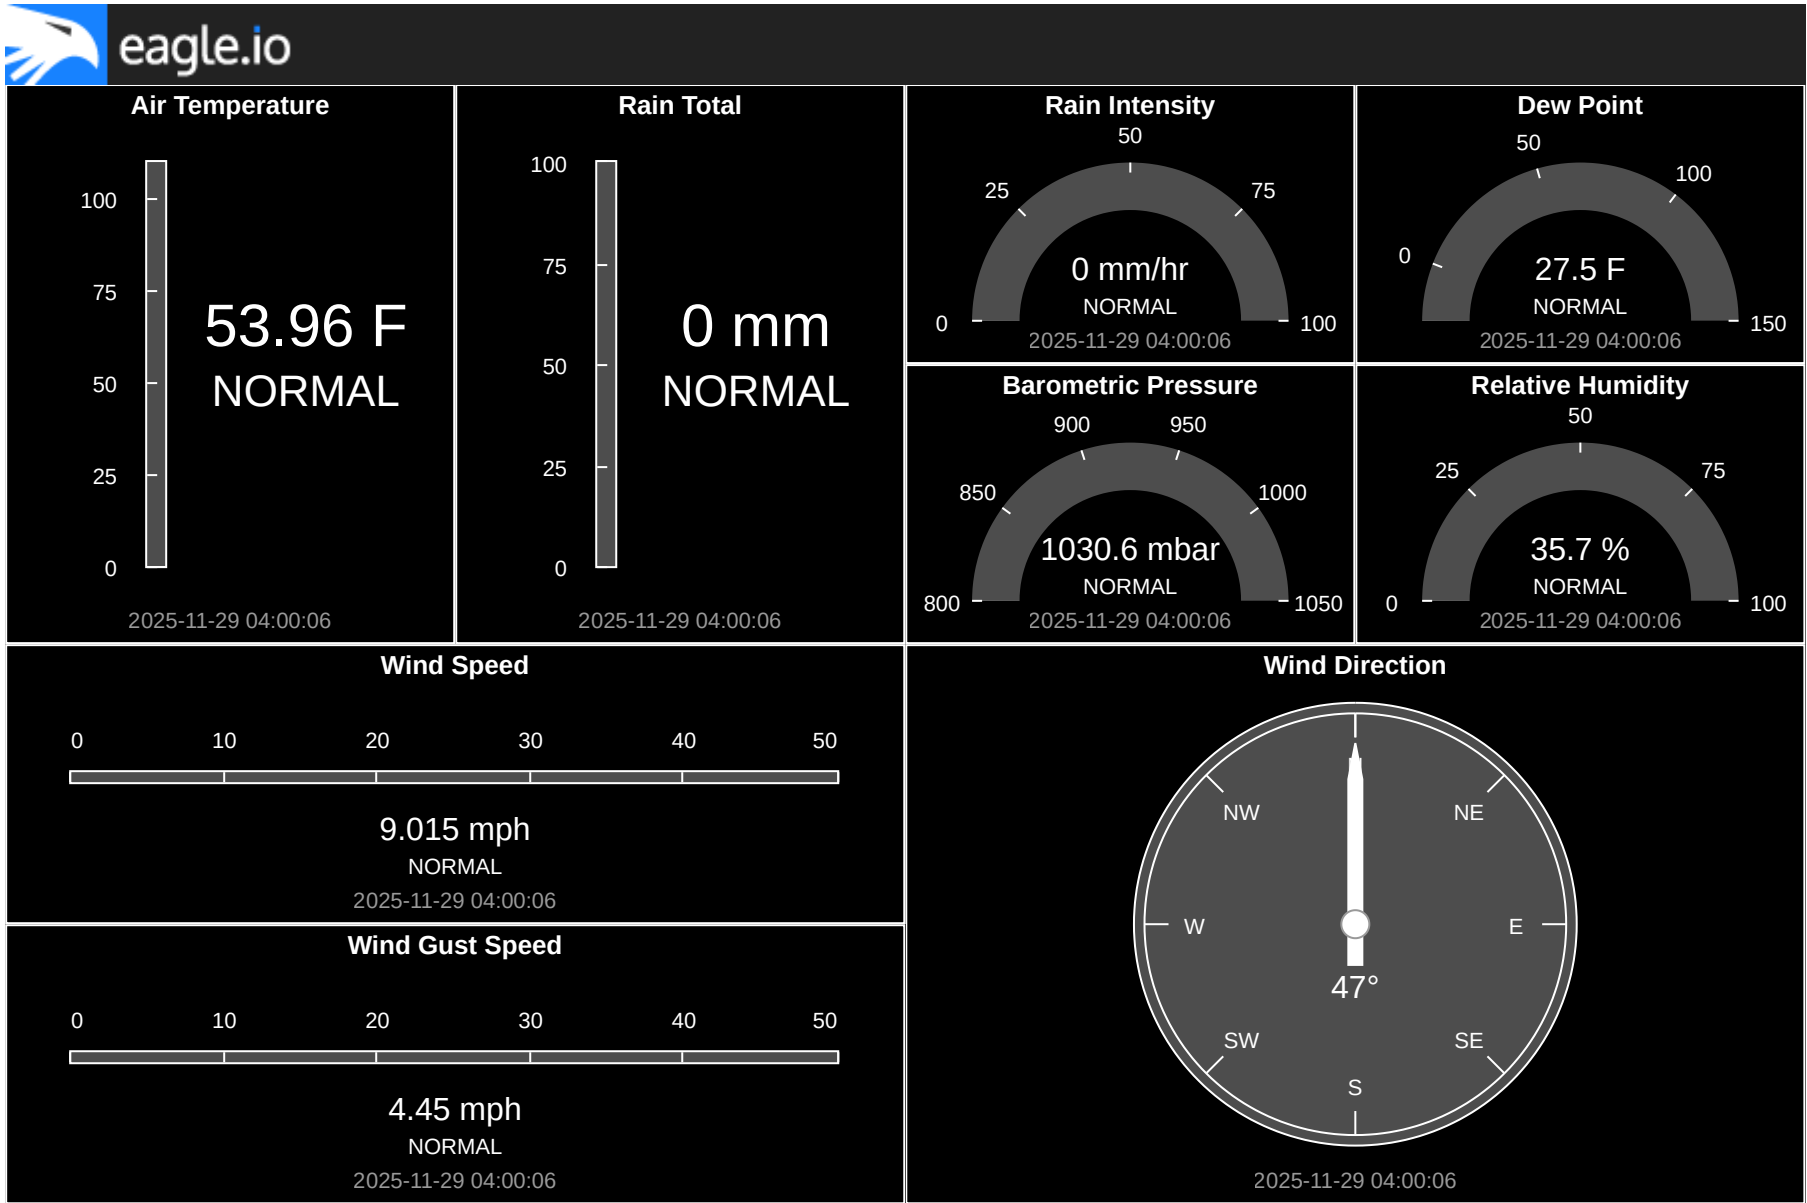 eagle.io
Air Temperature
100
75
50
25
0
53.96 F
NORMAL
2025-11-29 04:00:06
Rain Total
100
75
50
25
0
0 mm
NORMAL
2025-11-29 04:00:06
Rain Intensity
0
25
50
75
100
0 mm/hr
NORMAL
2025-11-29 04:00:06
Dew Point
0
50
100
150
27.5 F
NORMAL
2025-11-29 04:00:06
Barometric Pressure
800
850
900
950
1000
1050
1030.6 mbar
NORMAL
2025-11-29 04:00:06
Relative Humidity
0
25
50
75
100
35.7 %
NORMAL
2025-11-29 04:00:06
Wind Speed
0 10 20 30 40 50
9.015 mph
NORMAL
2025-11-29 04:00:06
Wind Gust Speed
0 10 20 30 40 50
4.45 mph
NORMAL
2025-11-29 04:00:06
Wind Direction
NW NE
W E
47°
SW SE
S
2025-11-29 04:00:06